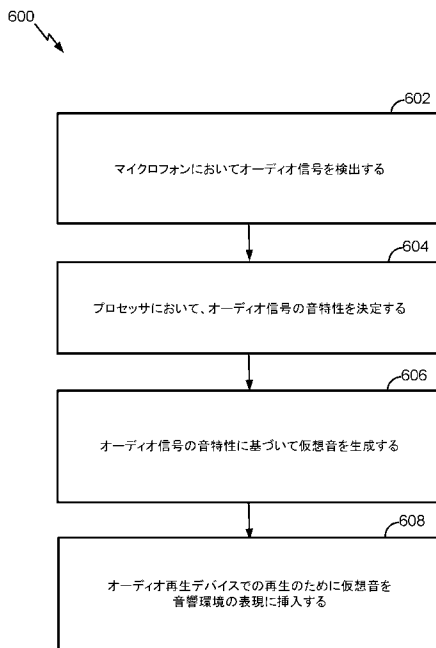 600
602
マイクロフォンにおいてオーディオ信号を検出する
604
プロセッサにおいて、オーディオ信号の音特性を決定する
606
オーディオ信号の音特性に基づいて仮想音を生成する
608
オーディオ再生デバイスでの再生のために仮想音を
音響環境の表現に挿入する